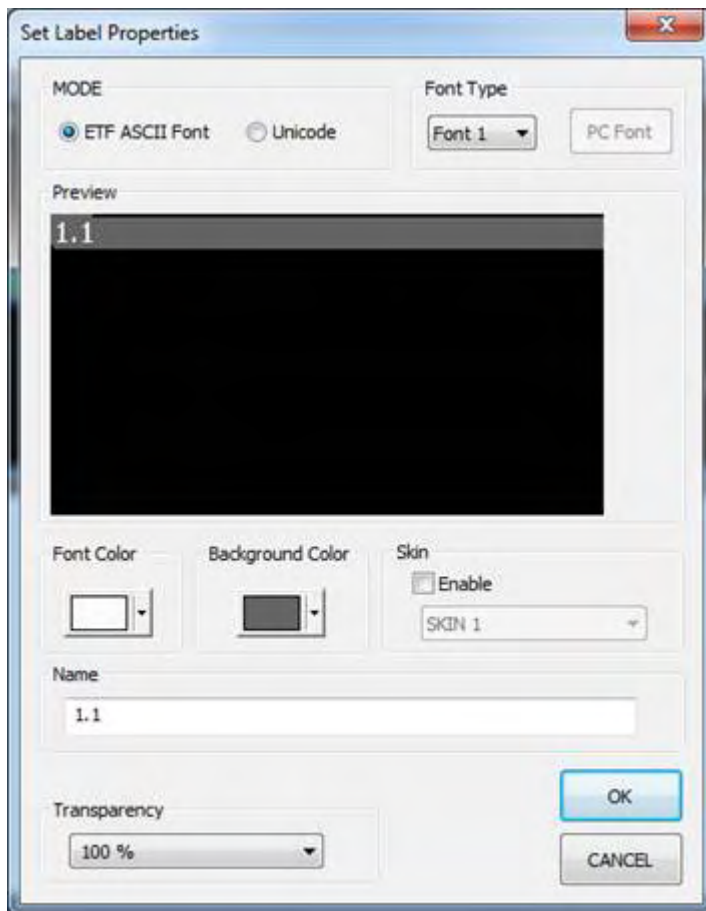 Set Label Properties
MODE
Font Type
ETF ASCII Font
Unicode
Font 1
PC Font
Preview
1.1
Font Color
Background Color
Skin
Enable
SKIN 1
Name
1.1
OK
Transparency
100 %
CANCEL